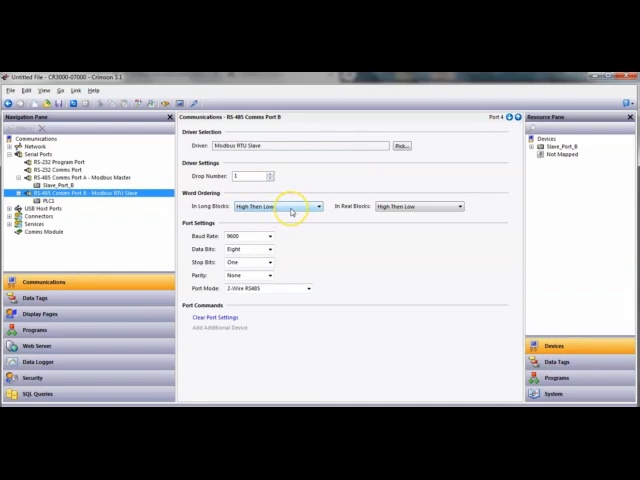 Untitled File - CR3000-07000 - Crimson 3.1
File Edit View Go Link Help
Navigation Pane
Communications
Network
Serial Ports
RS-232 Program Port
RS-232 Comms Port
RS-485 Comms Port A - Modbus Master
Slave_Port_B
RS-485 Comms Port B - Modbus RTU Slave
PLC1
USB Host Ports
Connectors
Services
Comms Module
Communications
Data Tags
Display Pages
Programs
Web Server
Data Logger
Security
SQL Queries
Communications - RS-485 Comms Port B
Port 4
Driver Selection
Driver: Modbus RTU Slave Pick...
Driver Settings
Drop Number: 1
Word Ordering
In Long Blocks: High Then Low In Real Blocks: High Then Low
Port Settings
Baud Rate: 9600
Data Bits: Eight
Stop Bits: One
Parity: None
Port Mode: 2-Wire RS485
Port Commands
Clear Port Settings
Add Additional Device
Resource Pane
Devices
Slave_Port_B
Not Mapped
Devices
Data Tags
Programs
System